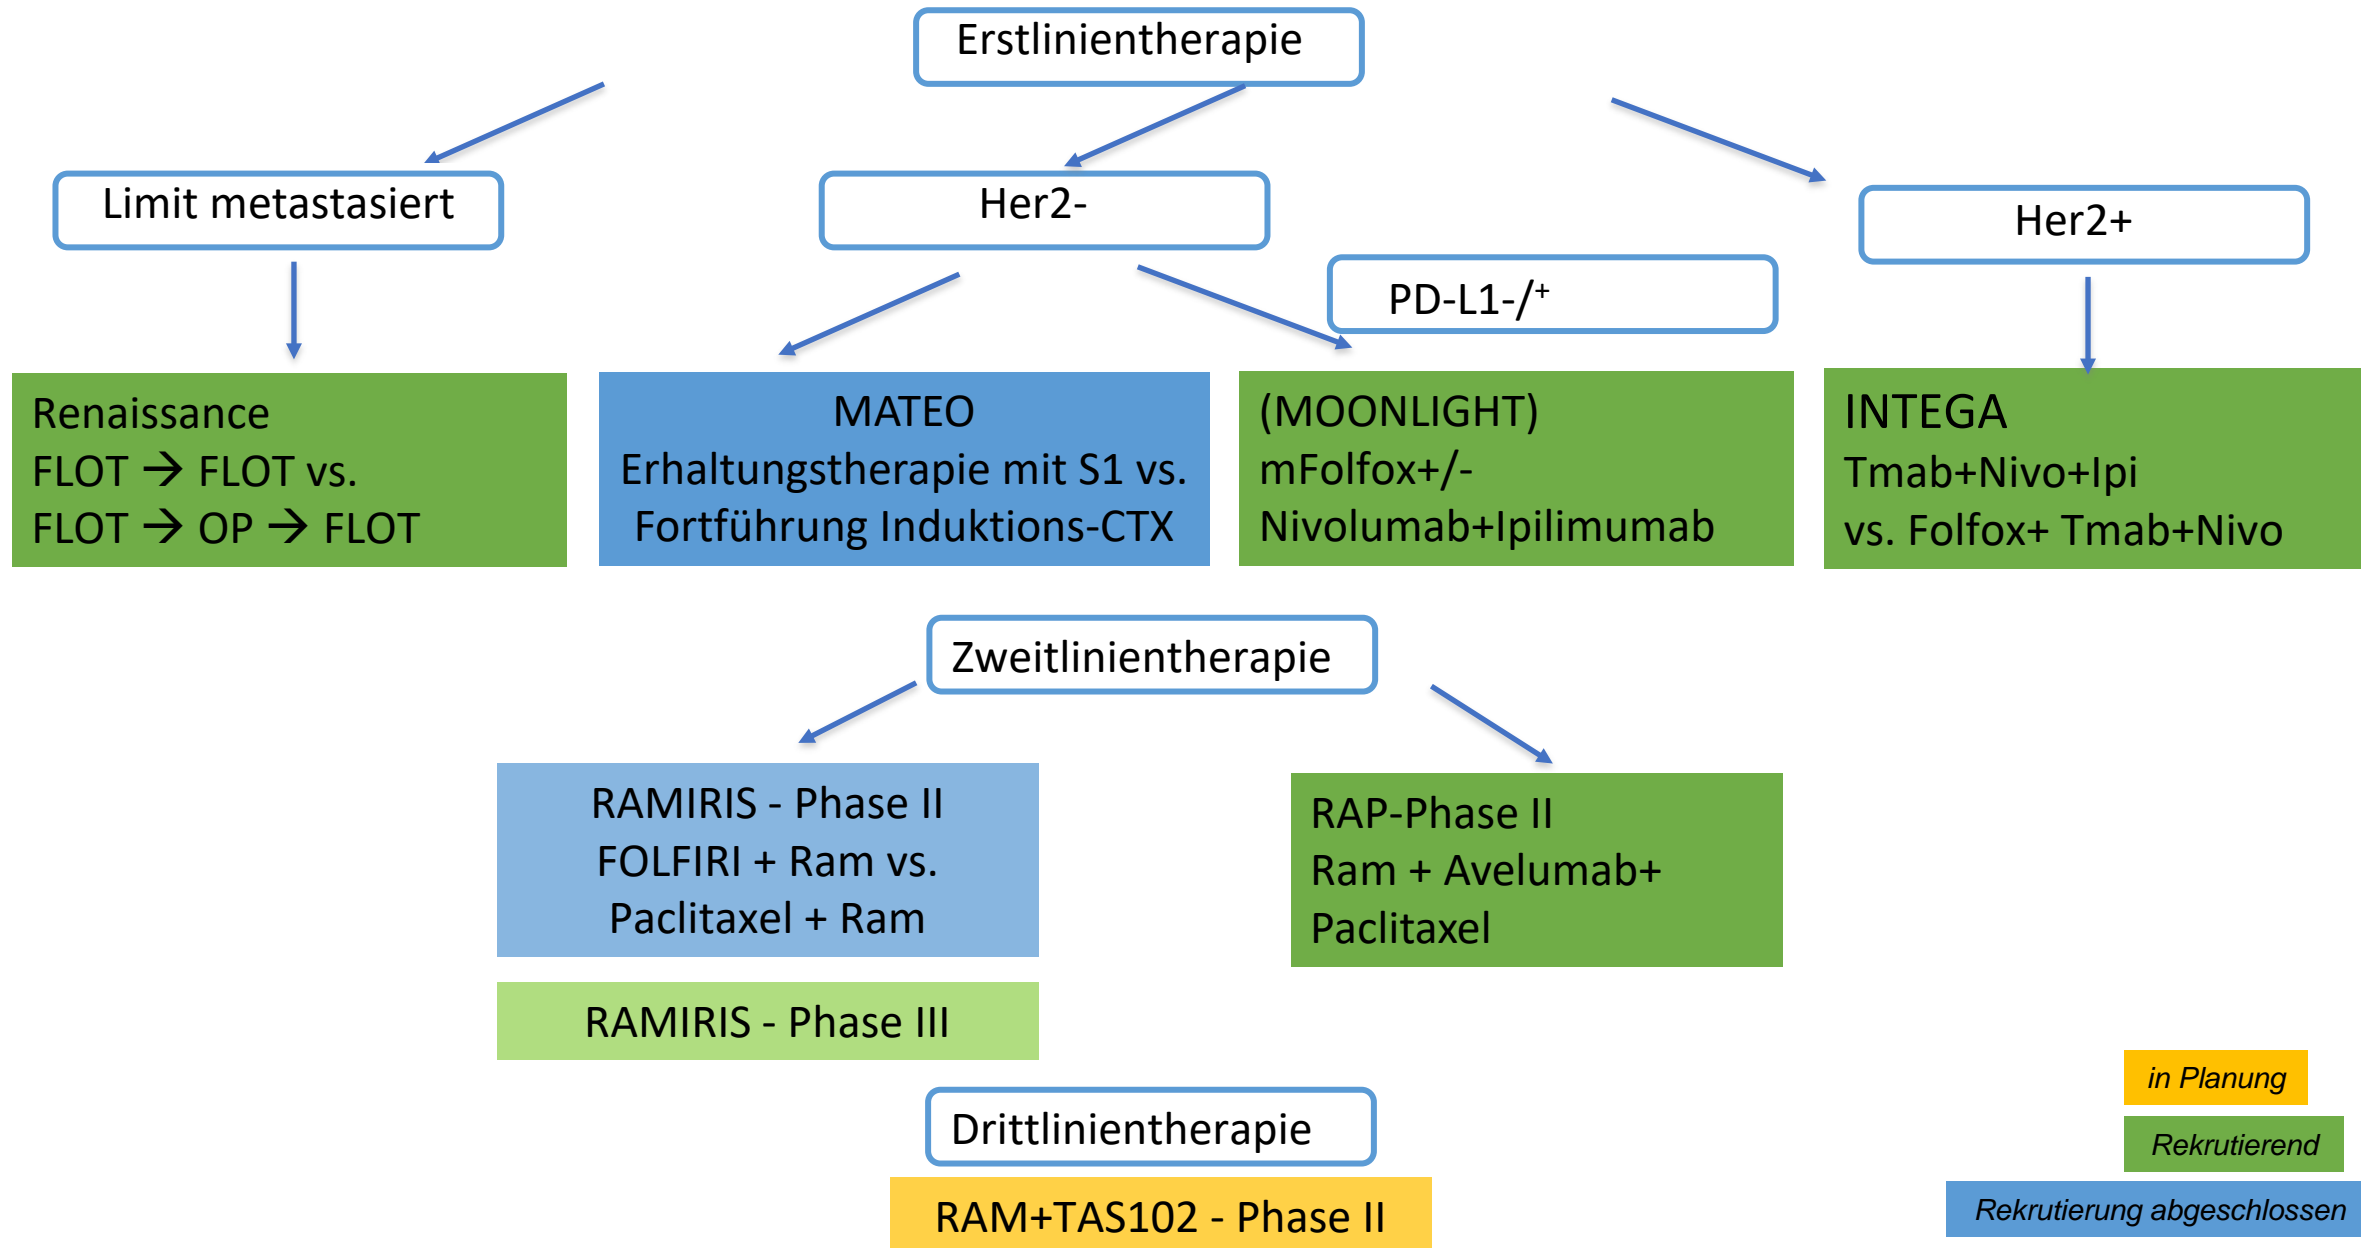 Erstlinientherapie
Limit metastasiert
Her2-
Her2+
PD-L1-/+
Renaissance
FLOT → FLOT vs.
FLOT → OP → FLOT
MATEO
Erhaltungstherapie mit S1 vs.
Fortführung Induktions-CTX
(MOONLIGHT)
mFolfox+/-
Nivolumab+Ipilimumab
INTEGA
Tmab+Nivo+Ipi
vs. Folfox+ Tmab+Nivo
Zweitlinientherapie
RAMIRIS - Phase II
FOLFIRI + Ram vs.
Paclitaxel + Ram
RAP-Phase II
Ram + Avelumab+
Paclitaxel
RAMIRIS - Phase III
Drittlinientherapie
RAM+TAS102 - Phase II
in Planung
Rekrutierend
Rekrutierung abgeschlossen